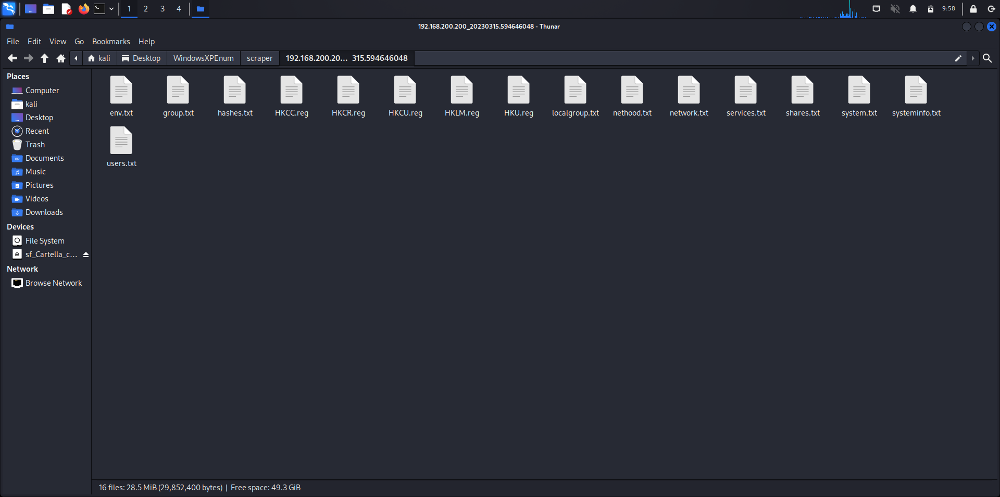 1 2 3 4 9:58
192.168.200.200_20230315.594646048 - Thunar
File Edit View Go Bookmarks Help
kali Desktop WindowsXPEnum scraper 192.168.200.20... 315.594646048
Places
Computer
kali
Desktop
Recent
Trash
Documents
Music
Pictures
Videos
Downloads
Devices
File System
sf_Cartella_c...
Network
Browse Network
env.txt group.txt hashes.txt HKCC.reg HKCR.reg HKCU.reg HKLM.reg HKU.reg localgroup.txt nethood.txt network.txt services.txt shares.txt system.txt systeminfo.txt
users.txt
16 files: 28.5 MiB (29,852,400 bytes) | Free space: 49.3 GiB